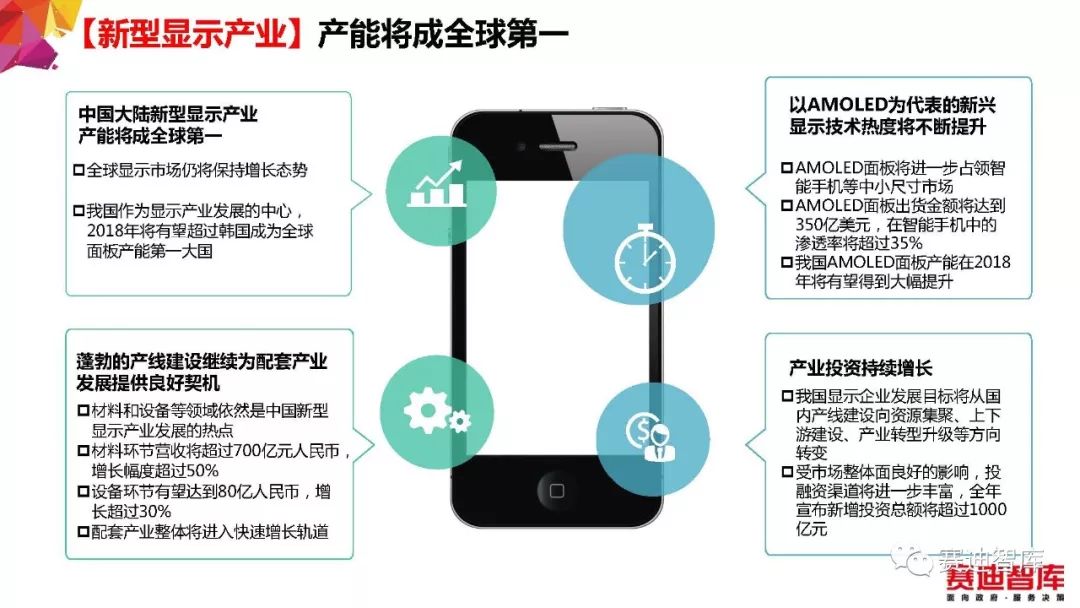 【新型显示产业】产能将成全球第一
中国大陆新型显示产业
产能将成全球第一
全球显示市场仍将保持增长态势
我国作为显示产业发展的中心，
2018年将有望超过韩国成为全球
面板产能第一大国
以AMOLED为代表的新兴
显示技术热度将不断提升
AMOLED面板将进一步占领智
能手机等中小尺寸市场
AMOLED面板出货金额将达到
350亿美元，在智能手机中的
渗透率将超过35%
我国AMOLED面板产能在2018
年将有望得到大幅提升
蓬勃的产线建设继续为配套产业
发展提供良好契机
材料和设备等领域依然是中国新型
显示产业发展的热点
材料环节营收将超过700亿元人民币，
增长幅度超过50%
设备环节有望达到80亿人民币，增
长超过30%
配套产业整体将进入快速增长轨道
产业投资持续增长
我国显示企业发展目标将从国
内产线建设向资源集聚、上下
游建设、产业转型升级等方向
转变
受市场整体面良好的影响，投
融资渠道将进一步丰富，全年
宣布新增投资总额将超过1000
亿元
$
赛迪智库
赛迪智库
面向政府·服务决策